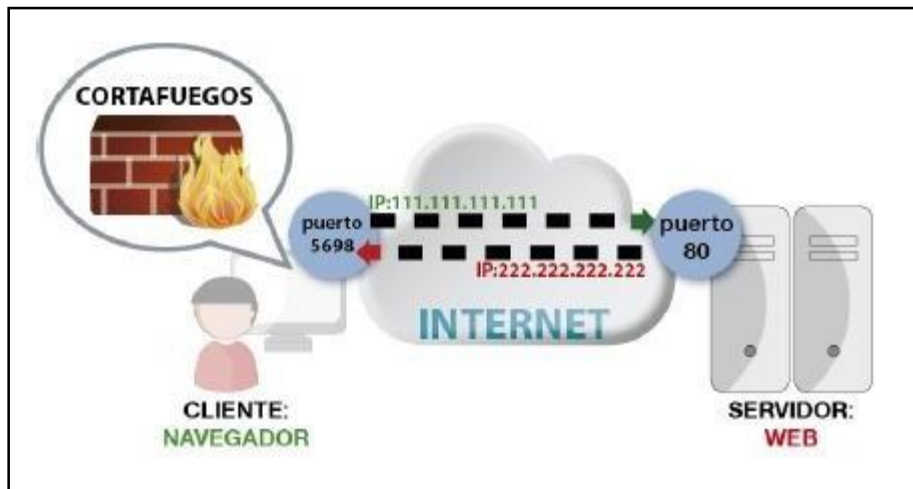 CORTAFUEGOS
IP:111.111.111.111
puerto
5698
puerto
80
IP:222.222.222.222
INTERNET
CLIENTE:
NAVEGADOR
SERVIDOR:
WEB